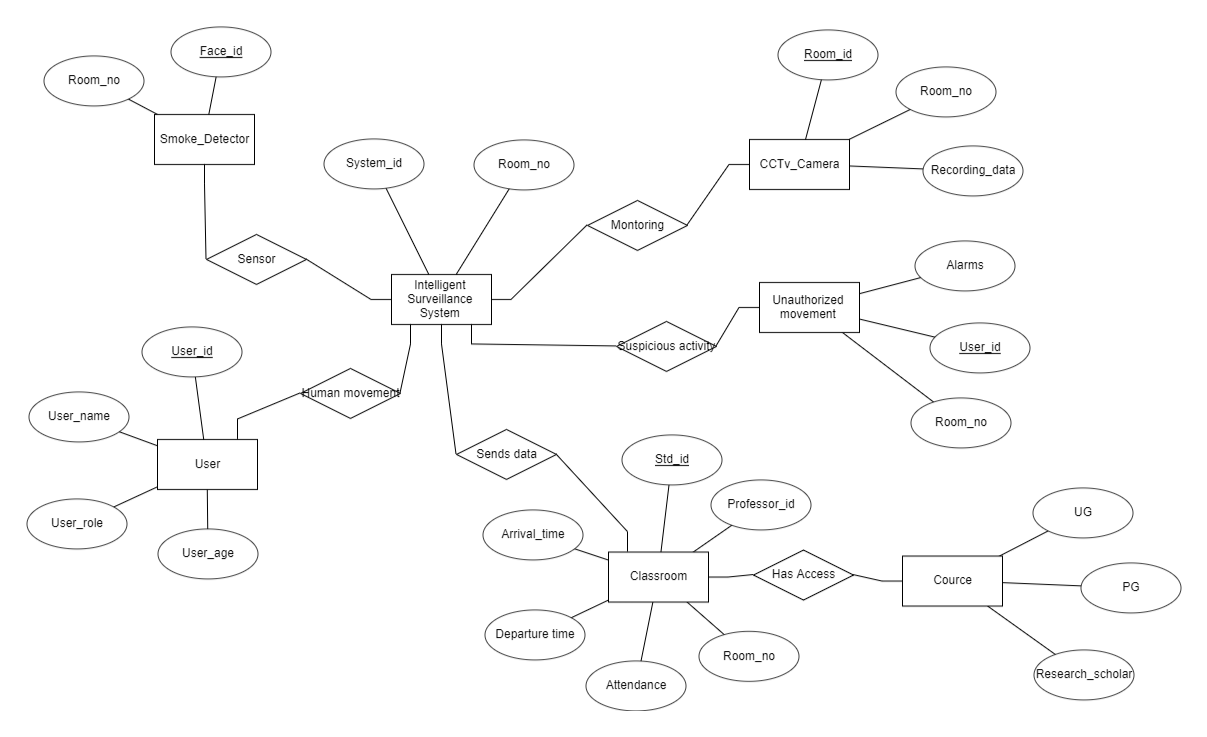 Face_id
Room_no
Smoke_Detector
Room_id
Room_no
CCTv_Camera
Recording_data
System_id
Room_no
Montoring
Sensor
Intelligent
Surveillance
System
Alarms
Unauthorized
movement
Suspicious activity
User_id
Room_no
User_id
Human movement
User_name
User
User_role
User_age
Sends data
Std_id
Professor_id
Arrival_time
Classroom
Has Access
Departure time
Room_no
Attendance
UG
Cource
PG
Research_scholar